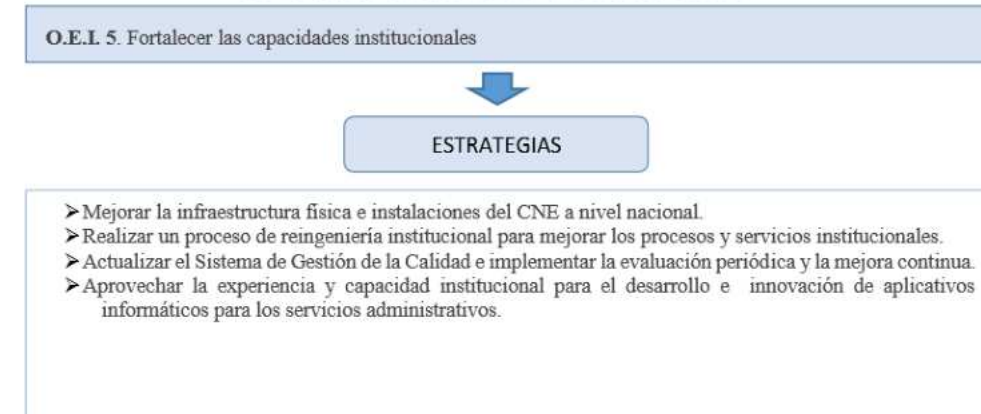 O.E.I. 5. Fortalecer las capacidades institucionales
ESTRATEGIAS
➤Mejorar la infraestructura física e instalaciones del CNE a nivel nacional.
➤Realizar un proceso de reingeniería institucional para mejorar los procesos y servicios institucionales.
➤Actualizar el Sistema de Gestión de la Calidad e implementar la evaluación periódica y la mejora continua.
➤Aprovechar la experiencia y capacidad institucional para el desarrollo e innovación de aplicativos
informáticos para los servicios administrativos.